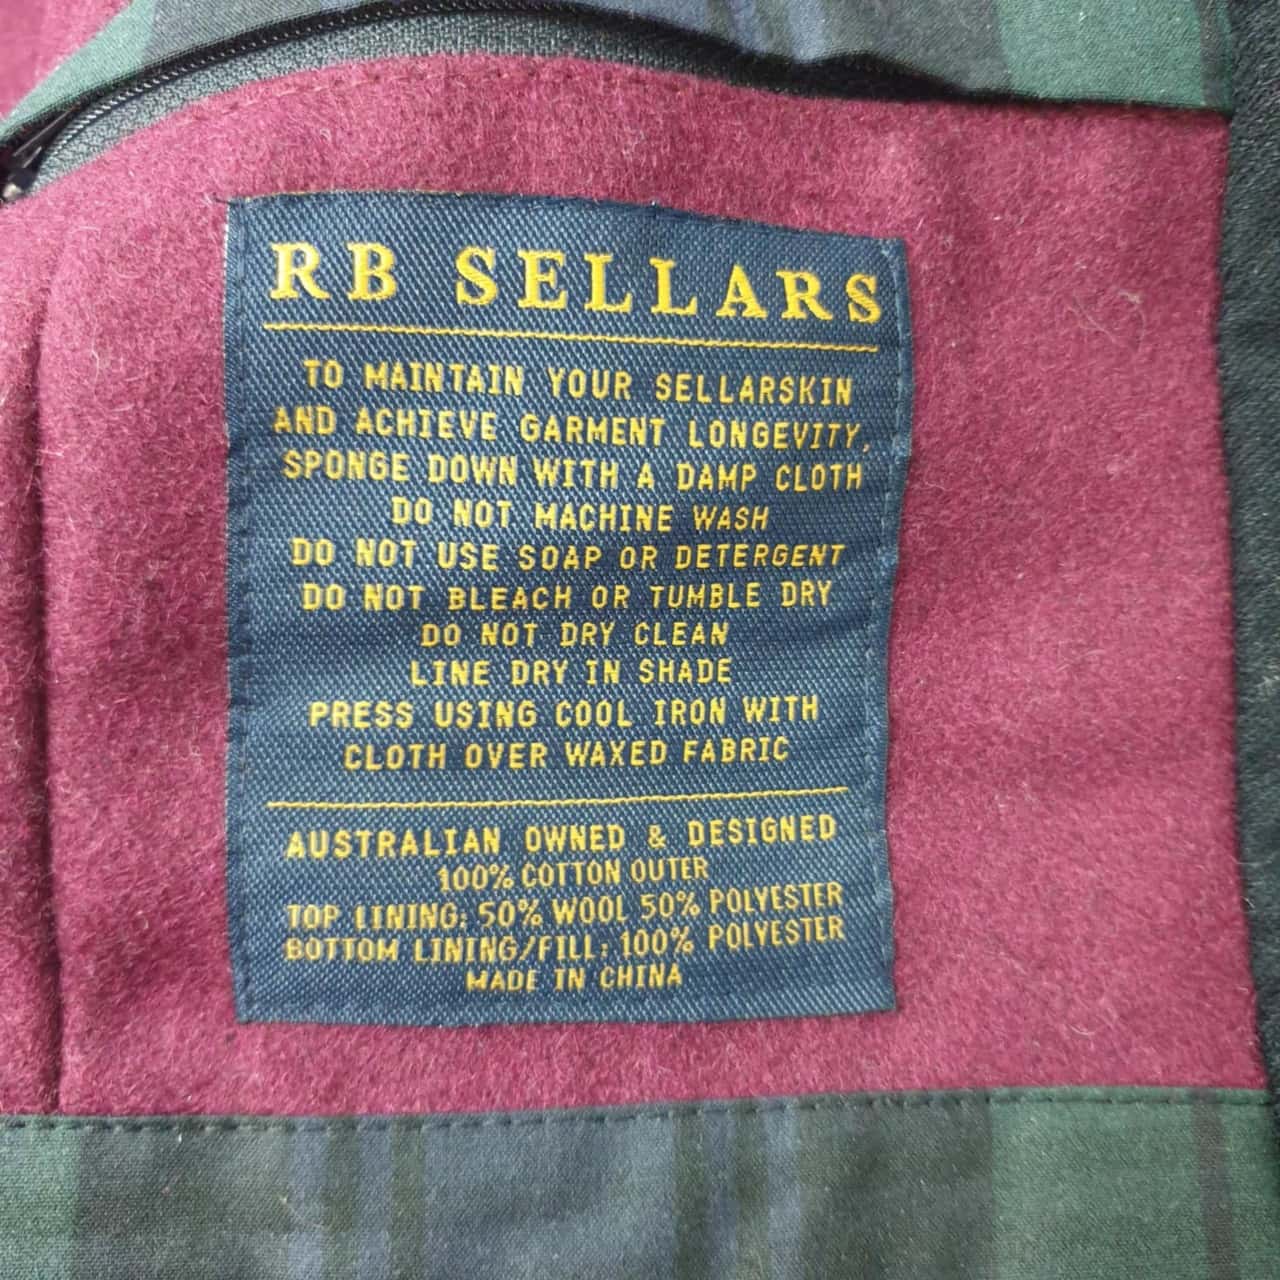 RB SELLARS
TO MAINTAIN YOUR SELLARSKIN
AND ACHIEVE GARMENT LONGEVITY,
SPONGE DOWN WITH A DAMP CLOTH
DO NOT MACHINE WASH
DO NOT USE SOAP OR DETERGENT
DO NOT BLEACH OR TUMBLE DRY
DO NOT DRY CLEAN
LINE DRY IN SHADE
PRESS USING COOL IRON WITH
CLOTH OVER WAXED FABRIC
AUSTRALIAN OWNED & DESIGNED
100% COTTON OUTER
TOP LINING: 50% WOOL 50% POLYESTER
BOTTOM LINING/FILL: 100% POLYESTER
MADE IN CHINA